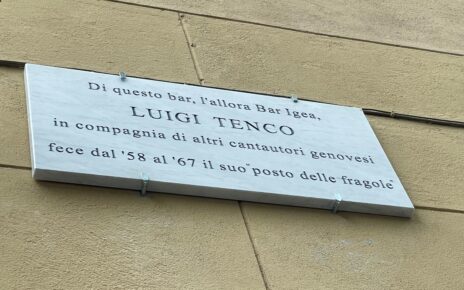 Di questo bar, l'allora Bar Igea,
LUIGI TENCO
in compagnia di altri cantautori genovesi
fece dal '58 al '67 il suo "posto delle fragole"